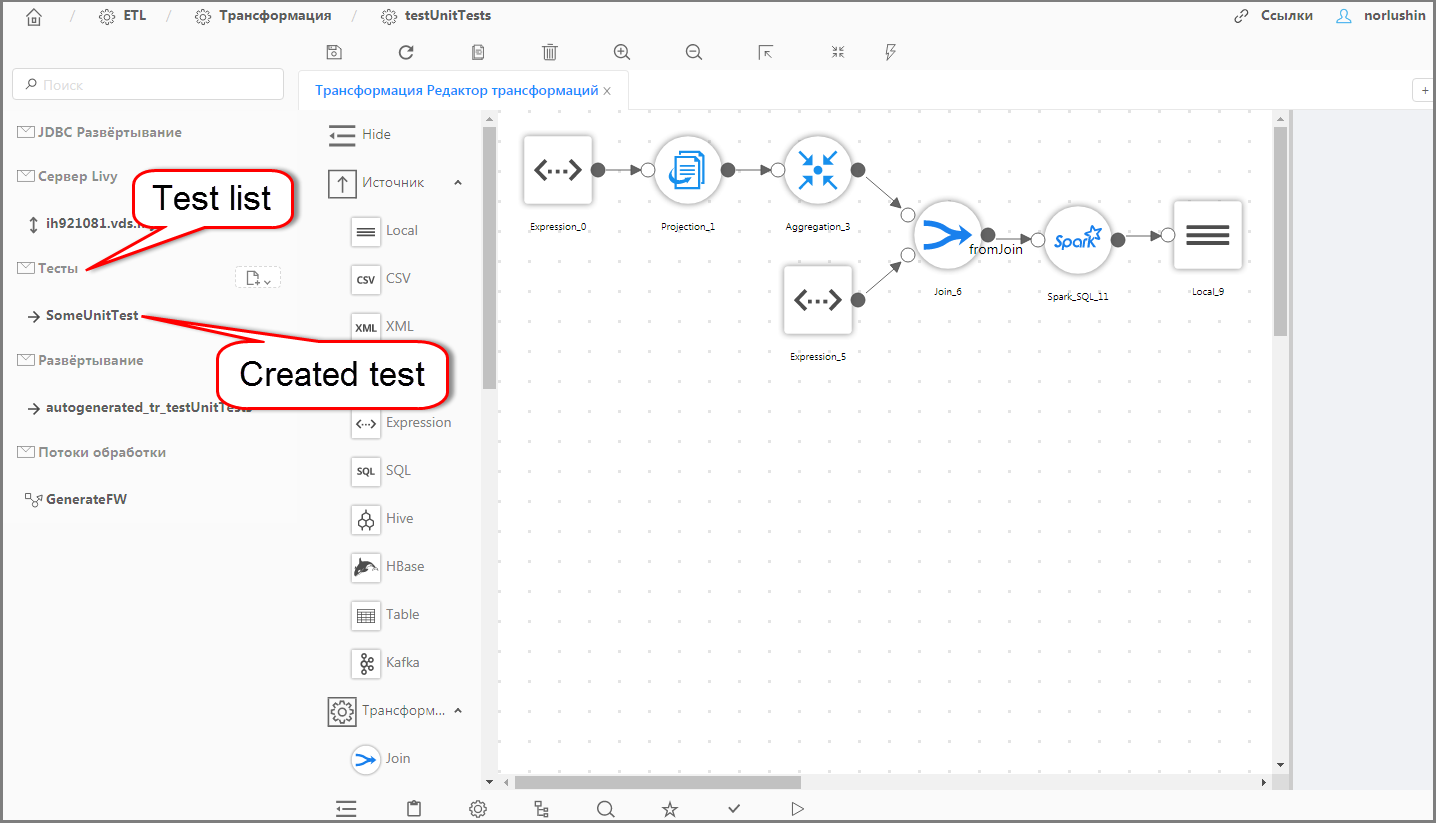 / ETL / Трансформация / testUnitTests Ссылки norlushin
Поиск
Трансформация Редактор трансформаций x
+
JDBC Развёртывание
Сервер Livy
Test list
ih921081.vds.
Тесты
SomeUnitTest
Created test
Развёртывание
autogenerated_tr_testUnitTests
Потоки обработки
GenerateFW
Hide
Источник
Local
CSV CSV
XML XML
Expression
SQL SQL
Hive
HBase
Table
Kafka
Трансформ...
Join
Expression_0
Projection_1
Aggregation_3
fromJoin
Join_6
Spark
Spark_SQL_11
Local_9
Expression_5